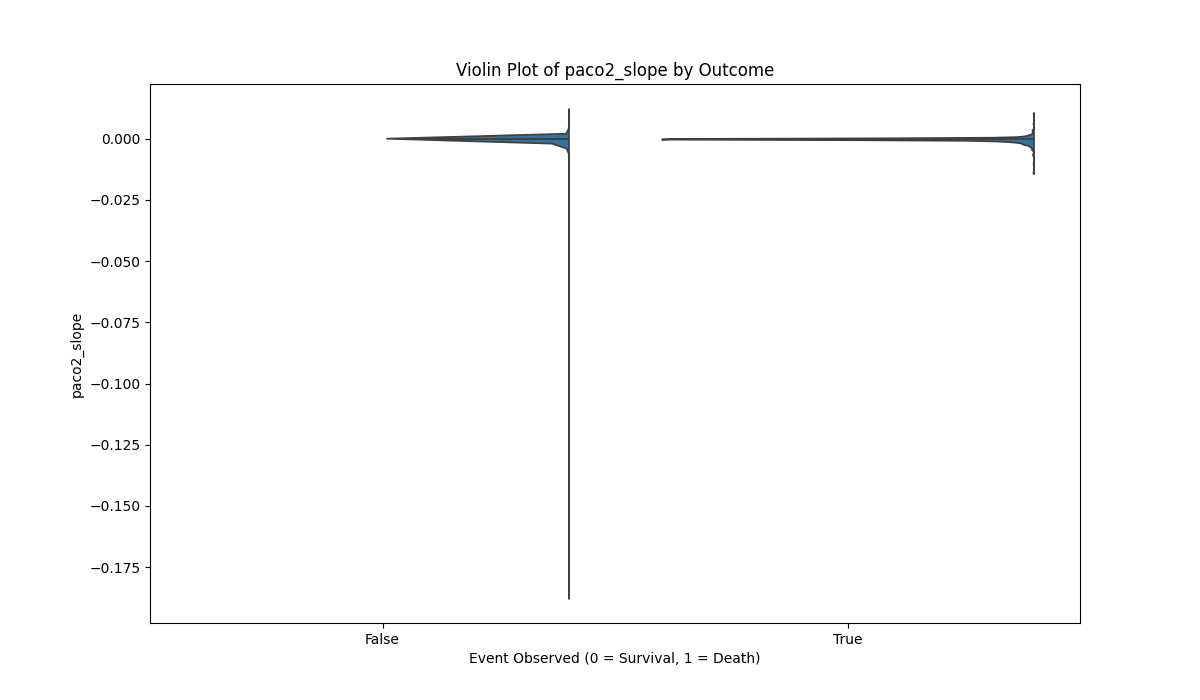 Violin Plot of paco2_slope by Outcome
0.000
−0.025
−0.050
−0.075
−0.100
−0.125
−0.150
−0.175
paco2_slope
False True
Event Observed (0 = Survival, 1 = Death)